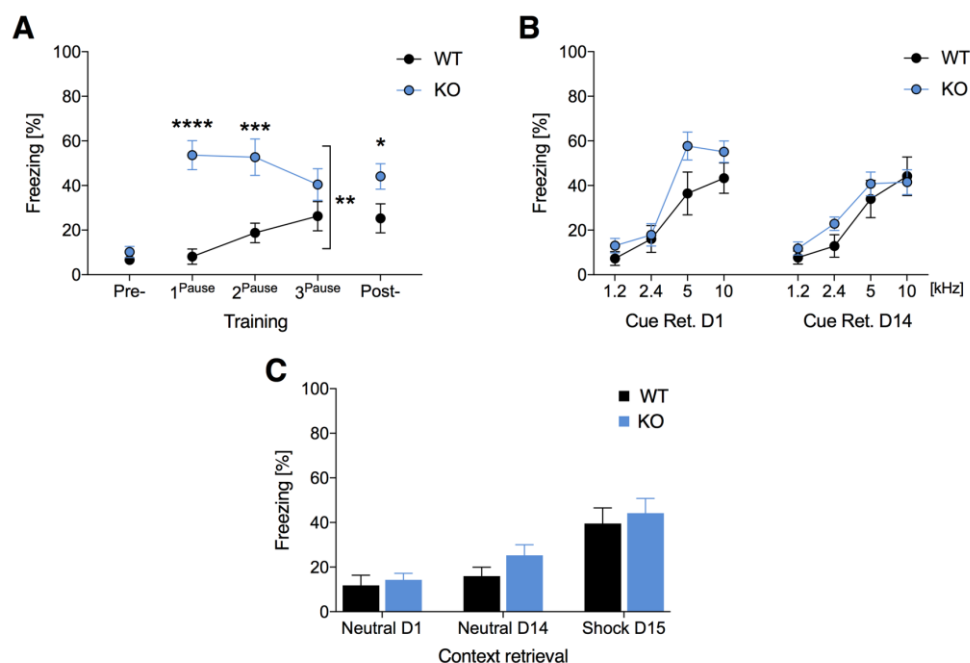 A
B
100
80
60
40
20
0
Freezing [%]
WT
KO
****
***
**
*
Pre-
1Pause
2Pause
3Pause
Post-
Training
100
80
60
40
20
0
Freezing [%]
WT
KO
1.2 2.4 5 10 1.2 2.4 5 10 [kHz]
Cue Ret. D1 Cue Ret. D14
C
100
80
60
40
20
0
Freezing [%]
WT
KO
Neutral D1 Neutral D14 Shock D15
Context retrieval